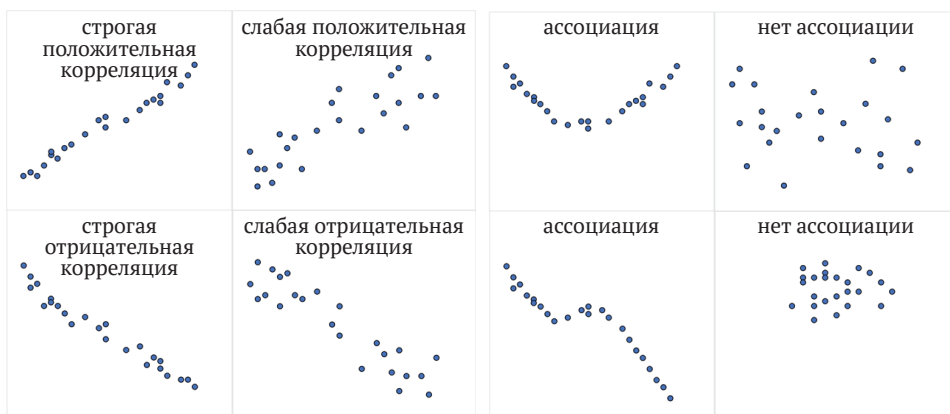 строгая
положительная
корреляция
слабая положительная
корреляция
ассоциация
нет ассоциации
строгая
отрицательная
корреляция
слабая отрицательная
корреляция
ассоциация
нет ассоциации